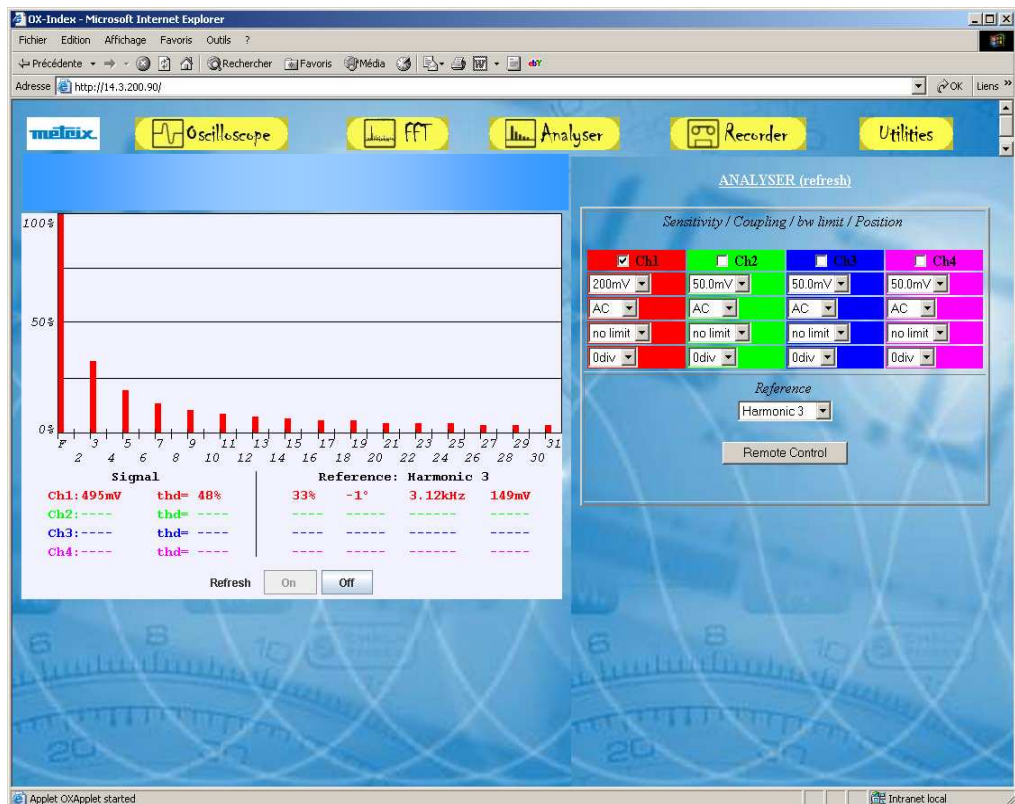 OX-Index - Microsoft Internet Explorer
Fichier Edition Affichage Favoris Outils ?
Précédente Rechercher Favoris Média
Adresse http://14.3.200.90/ OK Liens »
metrix Oscilloscope FFT Analyser Recorder Utilities
ANALYSER (refresh)
Sensitivity / Coupling / bw limit / Position
Ch1 Ch2 Ch3 Ch4
200mV 50.0mV 50.0mV 50.0mV
AC AC AC AC
no limit no limit no limit no limit
0div 0div 0div 0div
Reference
Harmonic 3
Remote Control
100%
50%
0%
F 3 5 7 9 11 13 15 17 19 21 23 25 27 29 31
2 4 6 8 10 12 14 16 18 20 22 24 26 28 30
Signal Reference: Harmonic 3
Ch1:495mV thd= 48% 33% -1° 3.12kHz 149mV
Ch2:---- thd= ---- ---- ----- ------ -----
Ch3:---- thd= ---- ---- ----- ------ -----
Ch4:---- thd= ---- ---- ----- ------ -----
Refresh On Off
Applet OXApplet started Intranet local